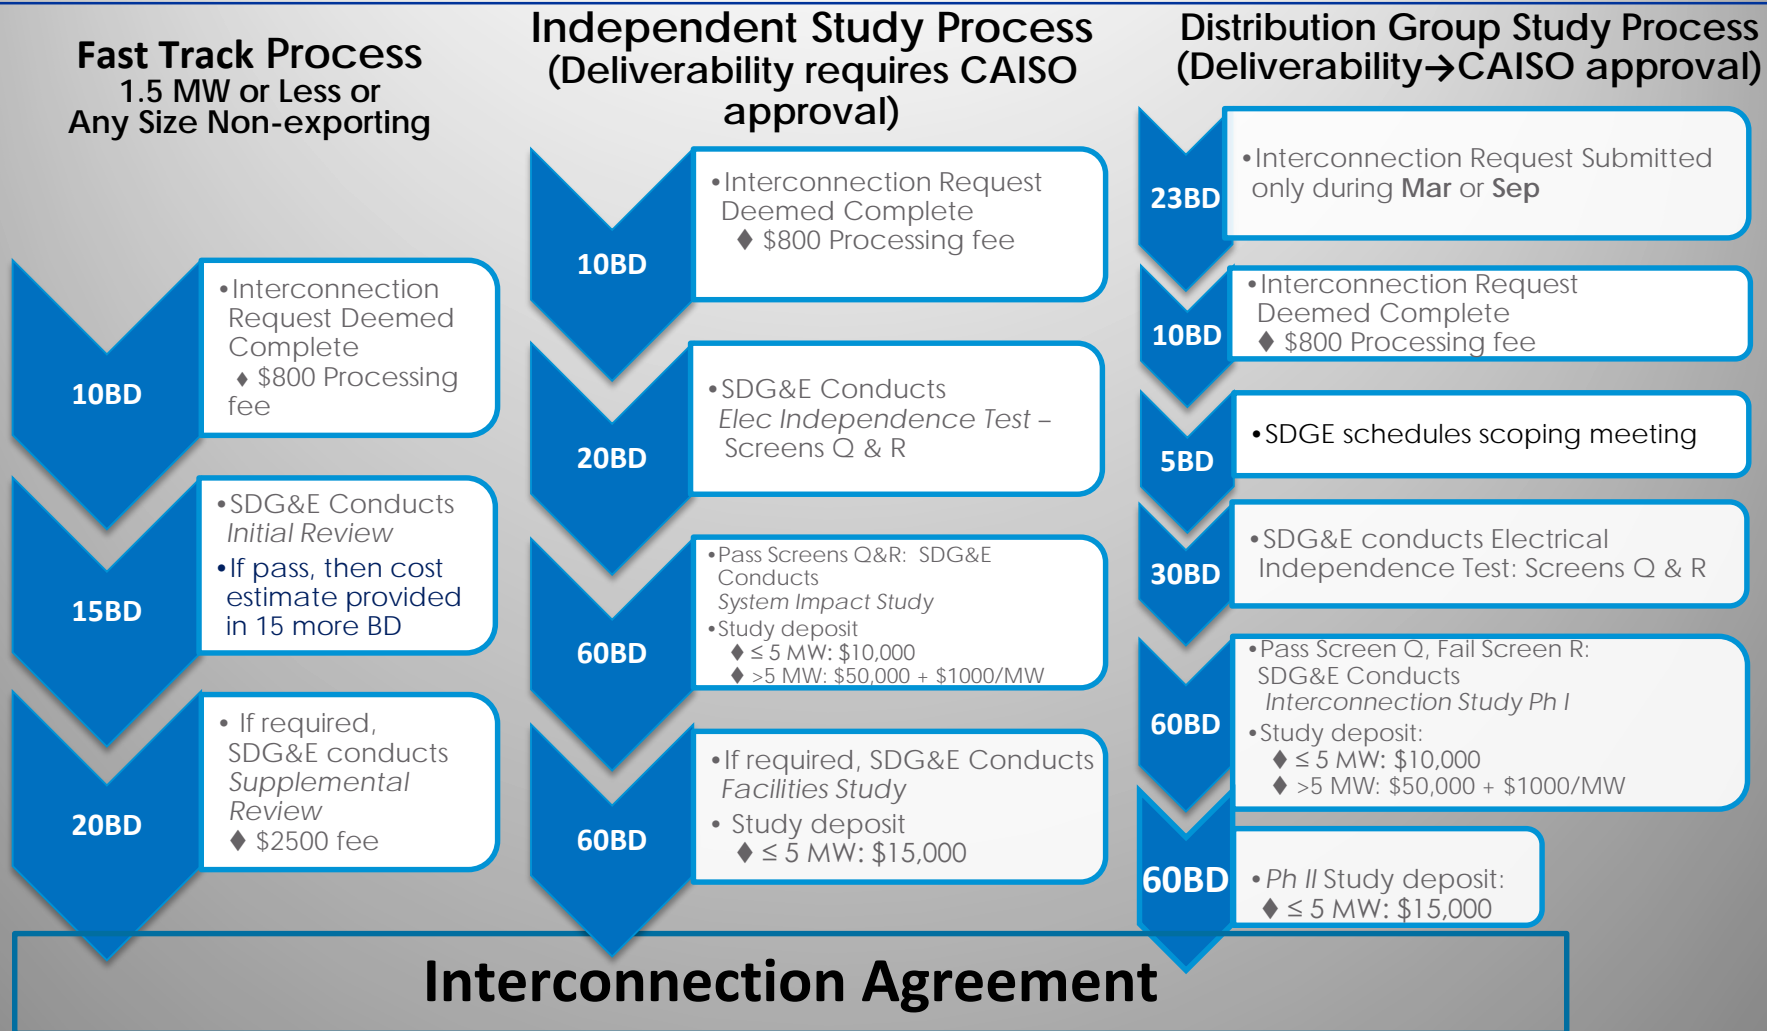 Fast Track Process
1.5 MW or Less or
Any Size Non-exporting
10BD
•Interconnection
Request Deemed
Complete
♦ $800 Processing
fee
15BD
•SDG&E Conducts
Initial Review
•If pass, then cost
estimate provided
in 15 more BD
20BD
• If required,
SDG&E conducts
Supplemental
Review
♦ $2500 fee
Independent Study Process
(Deliverability requires CAISO
approval)
10BD
•Interconnection Request
Deemed Complete
♦ $800 Processing fee
20BD
•SDG&E Conducts
Elec Independence Test –
Screens Q & R
60BD
•Pass Screens Q&R: SDG&E
Conducts
System Impact Study
•Study deposit
♦ ≤ 5 MW: $10,000
♦ >5 MW: $50,000 + $1000/MW
60BD
•If required, SDG&E Conducts
Facilities Study
• Study deposit
♦ ≤ 5 MW: $15,000
Distribution Group Study Process
(Deliverability→CAISO approval)
23BD
•Interconnection Request Submitted
only during Mar or Sep
10BD
•Interconnection Request
Deemed Complete
♦ $800 Processing fee
5BD
•SDGE schedules scoping meeting
30BD
•SDG&E conducts Electrical
Independence Test: Screens Q & R
60BD
•Pass Screen Q, Fail Screen R:
SDG&E Conducts
Interconnection Study Ph I
•Study deposit:
♦ ≤ 5 MW: $10,000
♦ >5 MW: $50,000 + $1000/MW
60BD
•Ph II Study deposit:
♦ ≤ 5 MW: $15,000
Interconnection Agreement